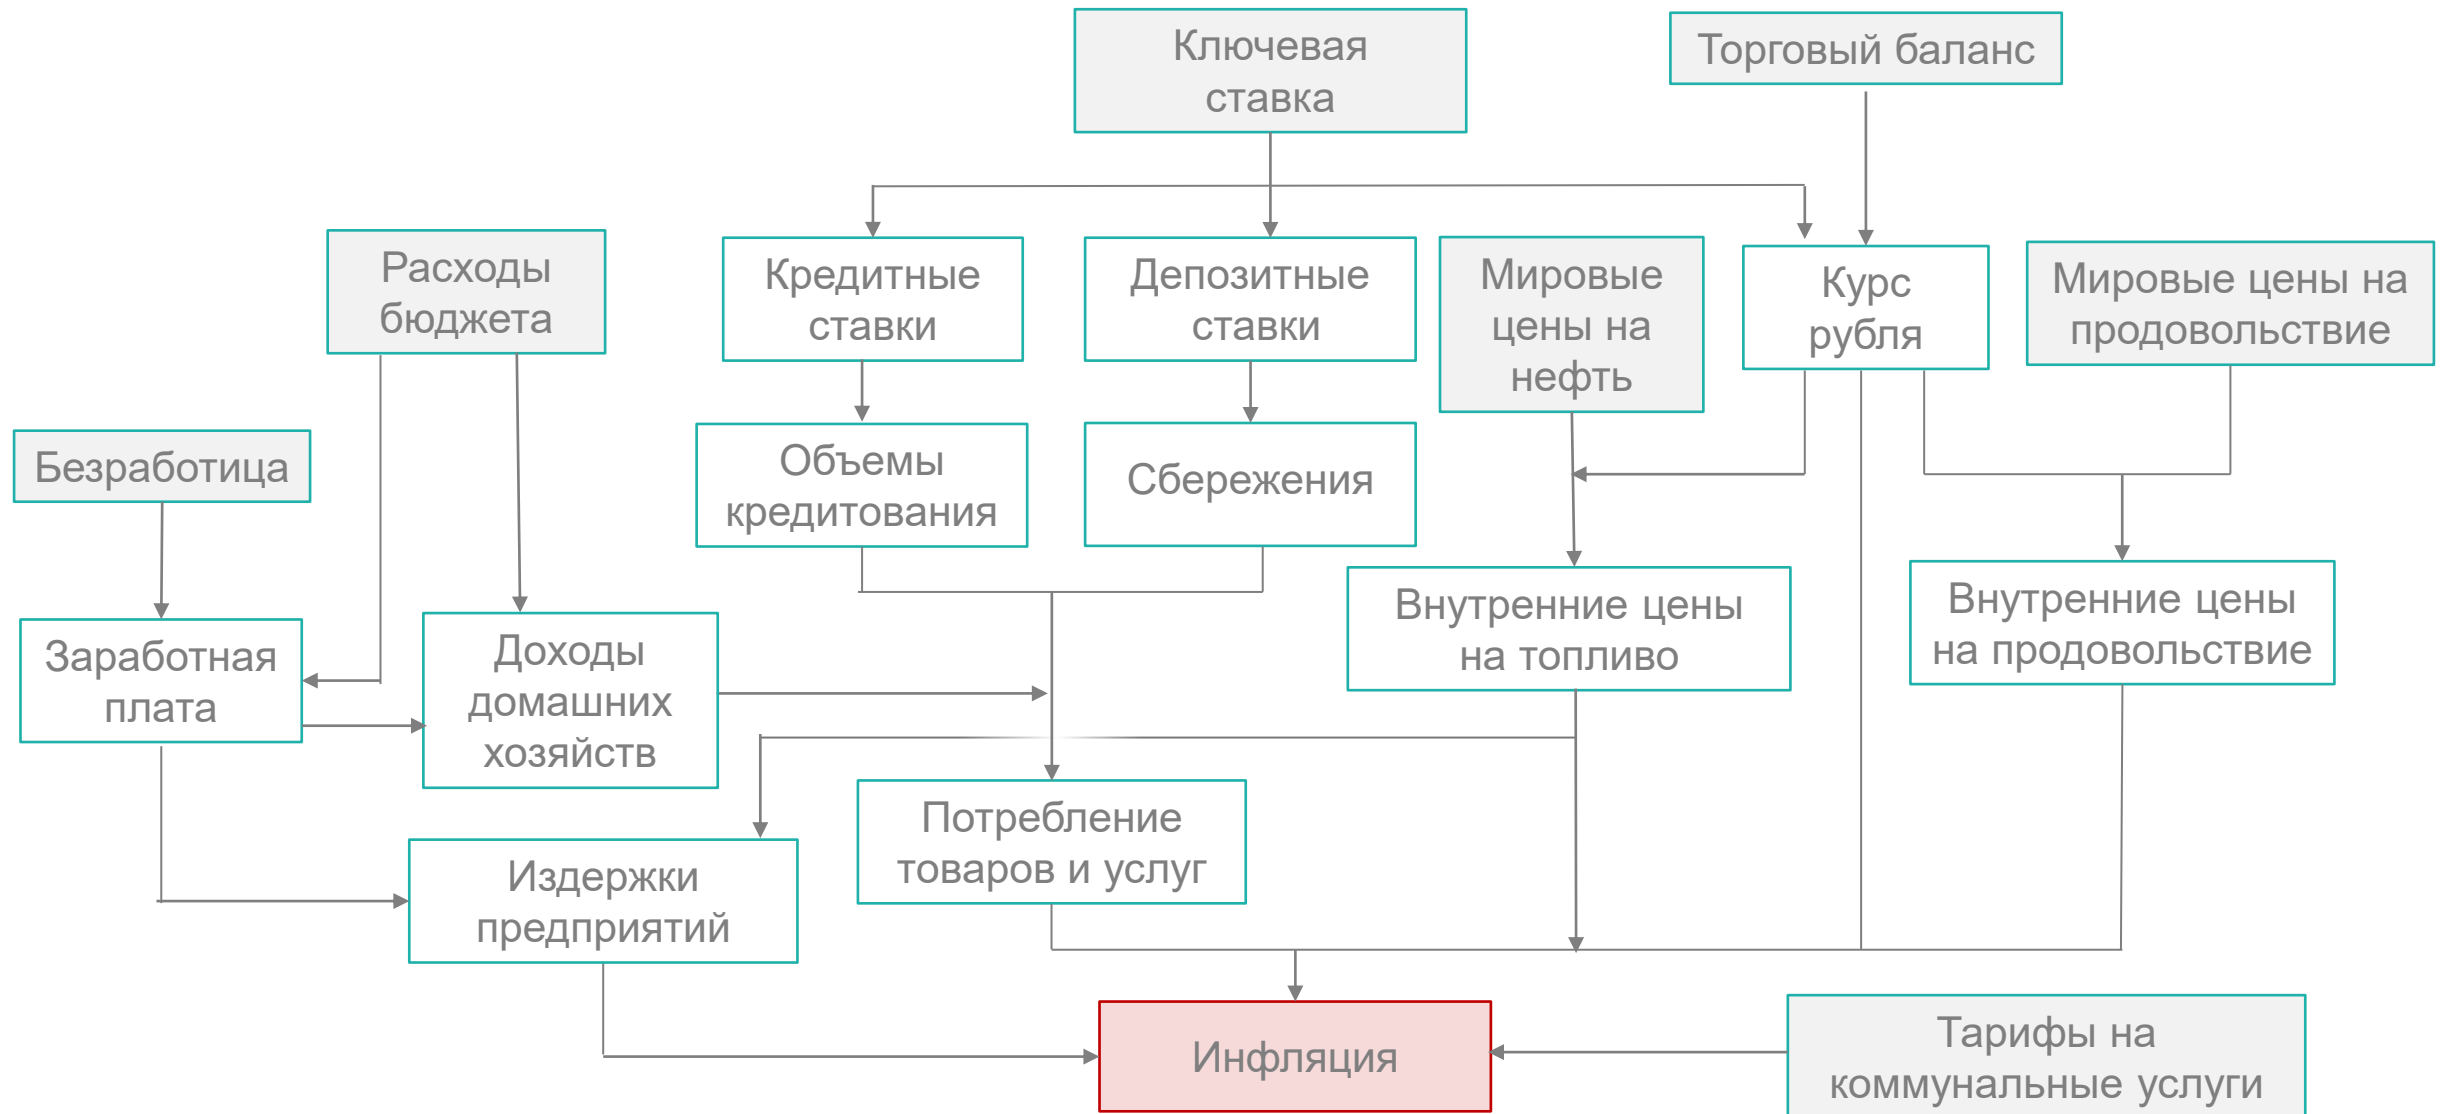 Ключевая
ставка
Торговый баланс
Расходы
бюджета
Кредитные
ставки
Депозитные
ставки
Мировые
цены на
нефть
Курс
рубля
Мировые цены на
продовольствие
Безработица
Объемы
кредитования
Сбережения
Заработная
плата
Доходы
домашних
хозяйств
Внутренние цены
на топливо
Внутренние цены
на продовольствие
Издержки
предприятий
Потребление
товаров и услуг
Инфляция
Тарифы на
коммунальные услуги